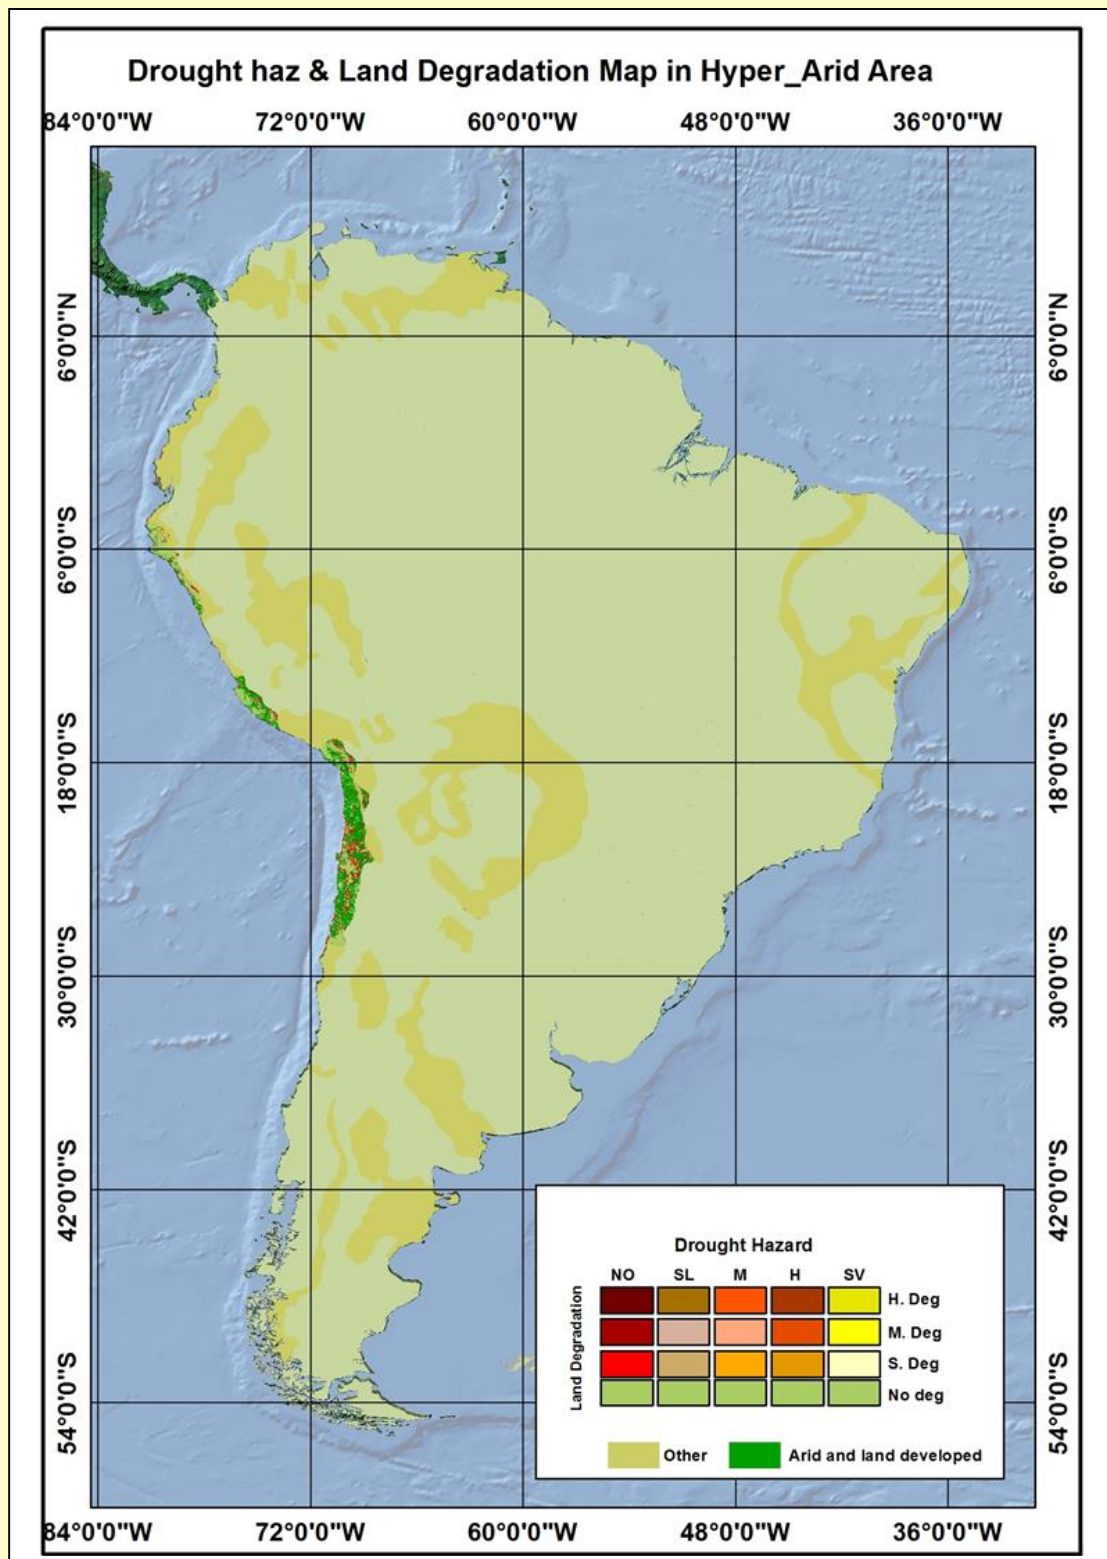 Drought haz & Land Degradation Map in Hyper_Arid Area
84°0'0"W 72°0'0"W 60°0'0"W 48°0'0"W 36°0'0"W
6°0'0"N 6°0'0"N
6°0'0"S 6°0'0"S
18°0'0"S 18°0'0"S
30°0'0"S 30°0'0"S
42°0'0"S 42°0'0"S
54°0'0"S 54°0'0"S
Drought Hazard
NO SL M H SV
Land Degradation
H. Deg
M. Deg
S. Deg
No deg
Other Arid and land developed
84°0'0"W 72°0'0"W 60°0'0"W 48°0'0"W 36°0'0"W